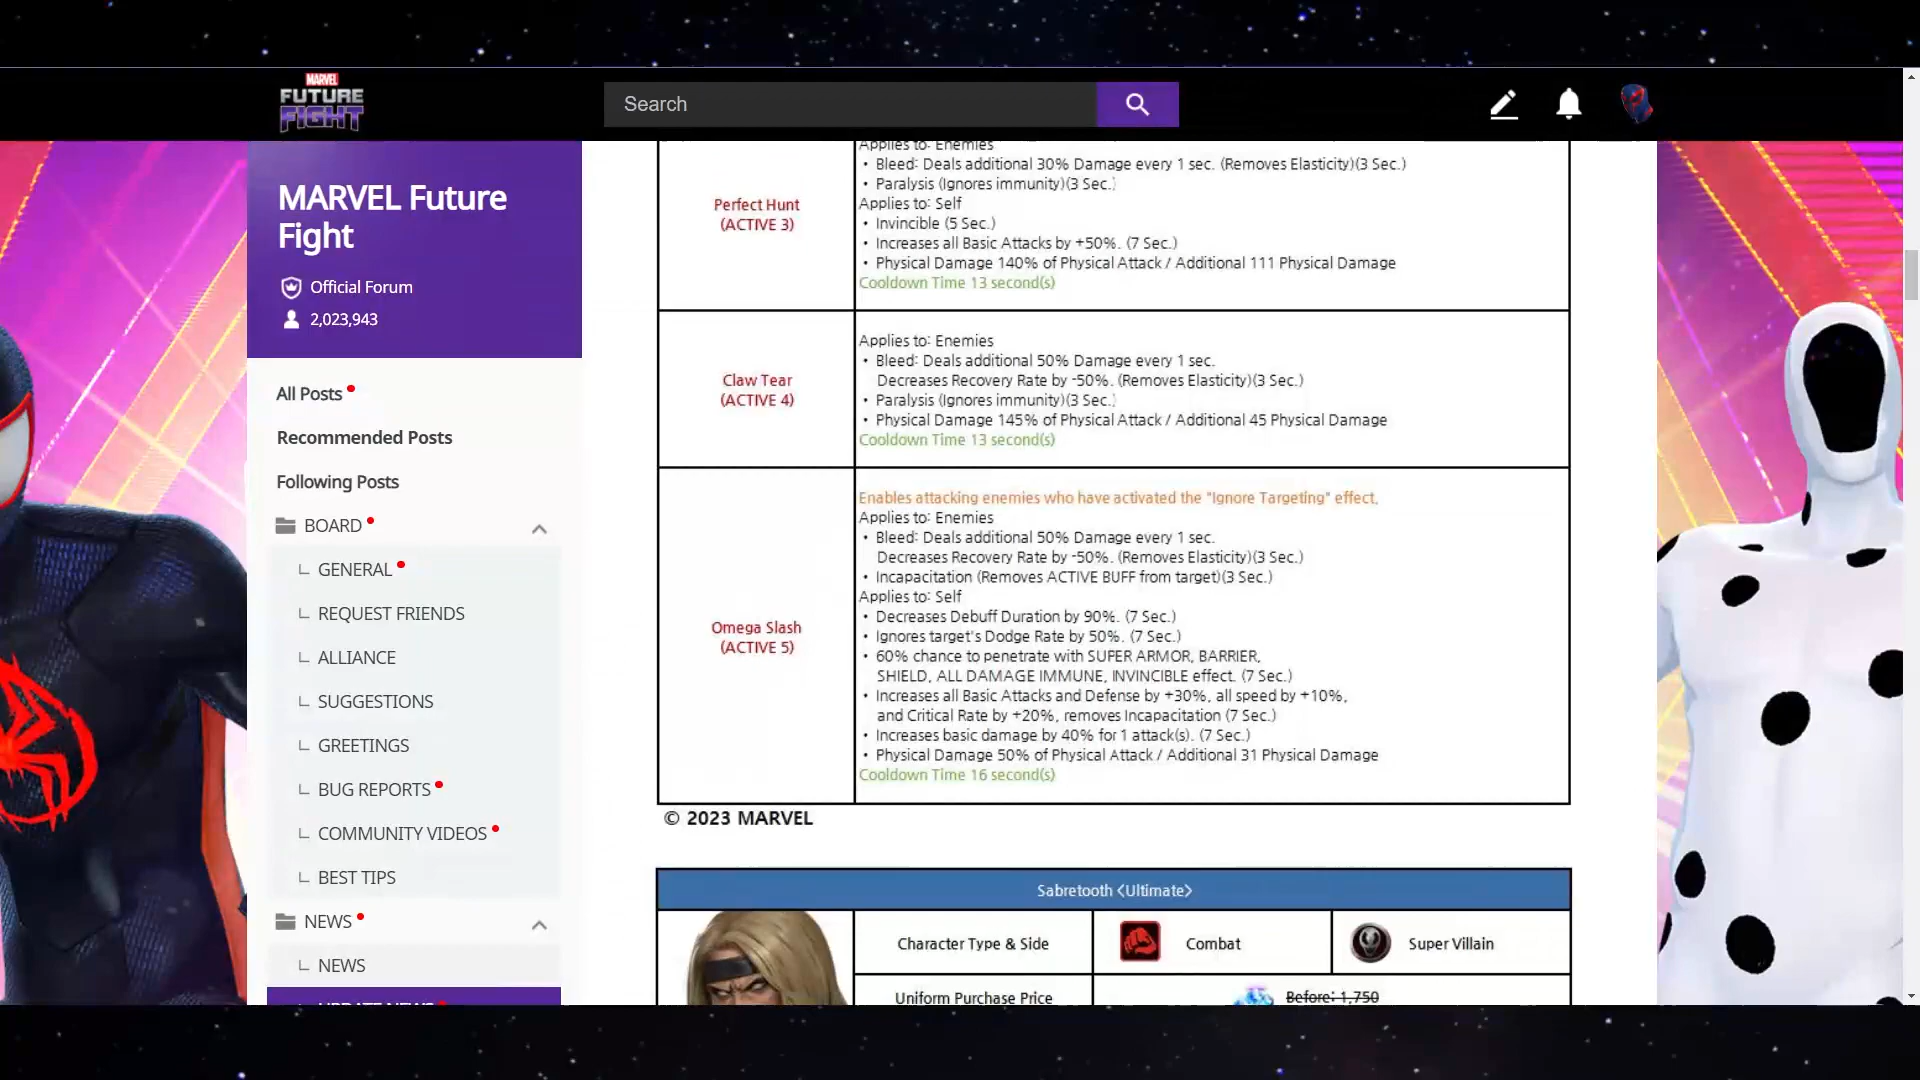 MARVEL
FUTURE
FIGHT
Search
MARVEL Future
Fight
Official Forum
2,023,943
All Posts
Recommended Posts
Following Posts
BOARD
GENERAL
REQUEST FRIENDS
ALLIANCE
SUGGESTIONS
GREETINGS
BUG REPORTS
COMMUNITY VIDEOS
BEST TIPS
NEWS
NEWS
UPDATE NEWS
Perfect Hunt
(ACTIVE 3)
Applies to: Enemies
• Bleed: Deals additional 30% Damage every 1 sec. (Removes Elasticity)(3 Sec.)
• Paralysis (Ignores immunity)(3 Sec.)
Applies to: Self
• Invincible (5 Sec.)
• Increases all Basic Attacks by +50%. (7 Sec.)
• Physical Damage 140% of Physical Attack / Additional 111 Physical Damage
Cooldown Time 13 second(s)
Claw Tear
(ACTIVE 4)
Applies to: Enemies
• Bleed: Deals additional 50% Damage every 1 sec.
Decreases Recovery Rate by -50%. (Removes Elasticity)(3 Sec.)
• Paralysis (Ignores immunity)(3 Sec.)
• Physical Damage 145% of Physical Attack / Additional 45 Physical Damage
Cooldown Time 13 second(s)
Omega Slash
(ACTIVE 5)
Enables attacking enemies who have activated the "Ignore Targeting" effect.
Applies to: Enemies
• Bleed: Deals additional 50% Damage every 1 sec.
Decreases Recovery Rate by -50%. (Removes Elasticity)(3 Sec.)
• Incapacitation (Removes ACTIVE BUFF from target)(3 Sec.)
Applies to: Self
• Decreases Debuff Duration by 90%. (7 Sec.)
• Ignores target's Dodge Rate by 50%. (7 Sec.)
• 60% chance to penetrate with SUPER ARMOR, BARRIER,
SHIELD, ALL DAMAGE IMMUNE, INVINCIBLE effect. (7 Sec.)
• Increases all Basic Attacks and Defense by +30%, all speed by +10%,
and Critical Rate by +20%, removes Incapacitation (7 Sec.)
• Increases basic damage by 40% for 1 attack(s). (7 Sec.)
• Physical Damage 50% of Physical Attack / Additional 31 Physical Damage
Cooldown Time 16 second(s)
© 2023 MARVEL
Sabretooth <Ultimate>
Character Type & Side
Combat
Super Villain
Uniform Purchase Price
Before: 1,750